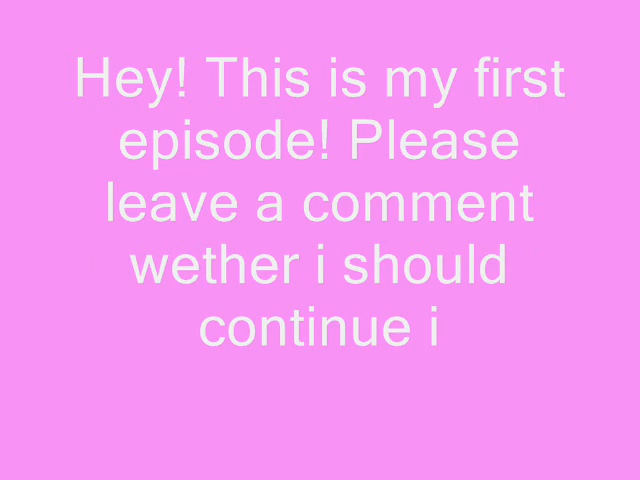 Hey! This is my first
episode! Please
leave a comment
wether i should
continue i